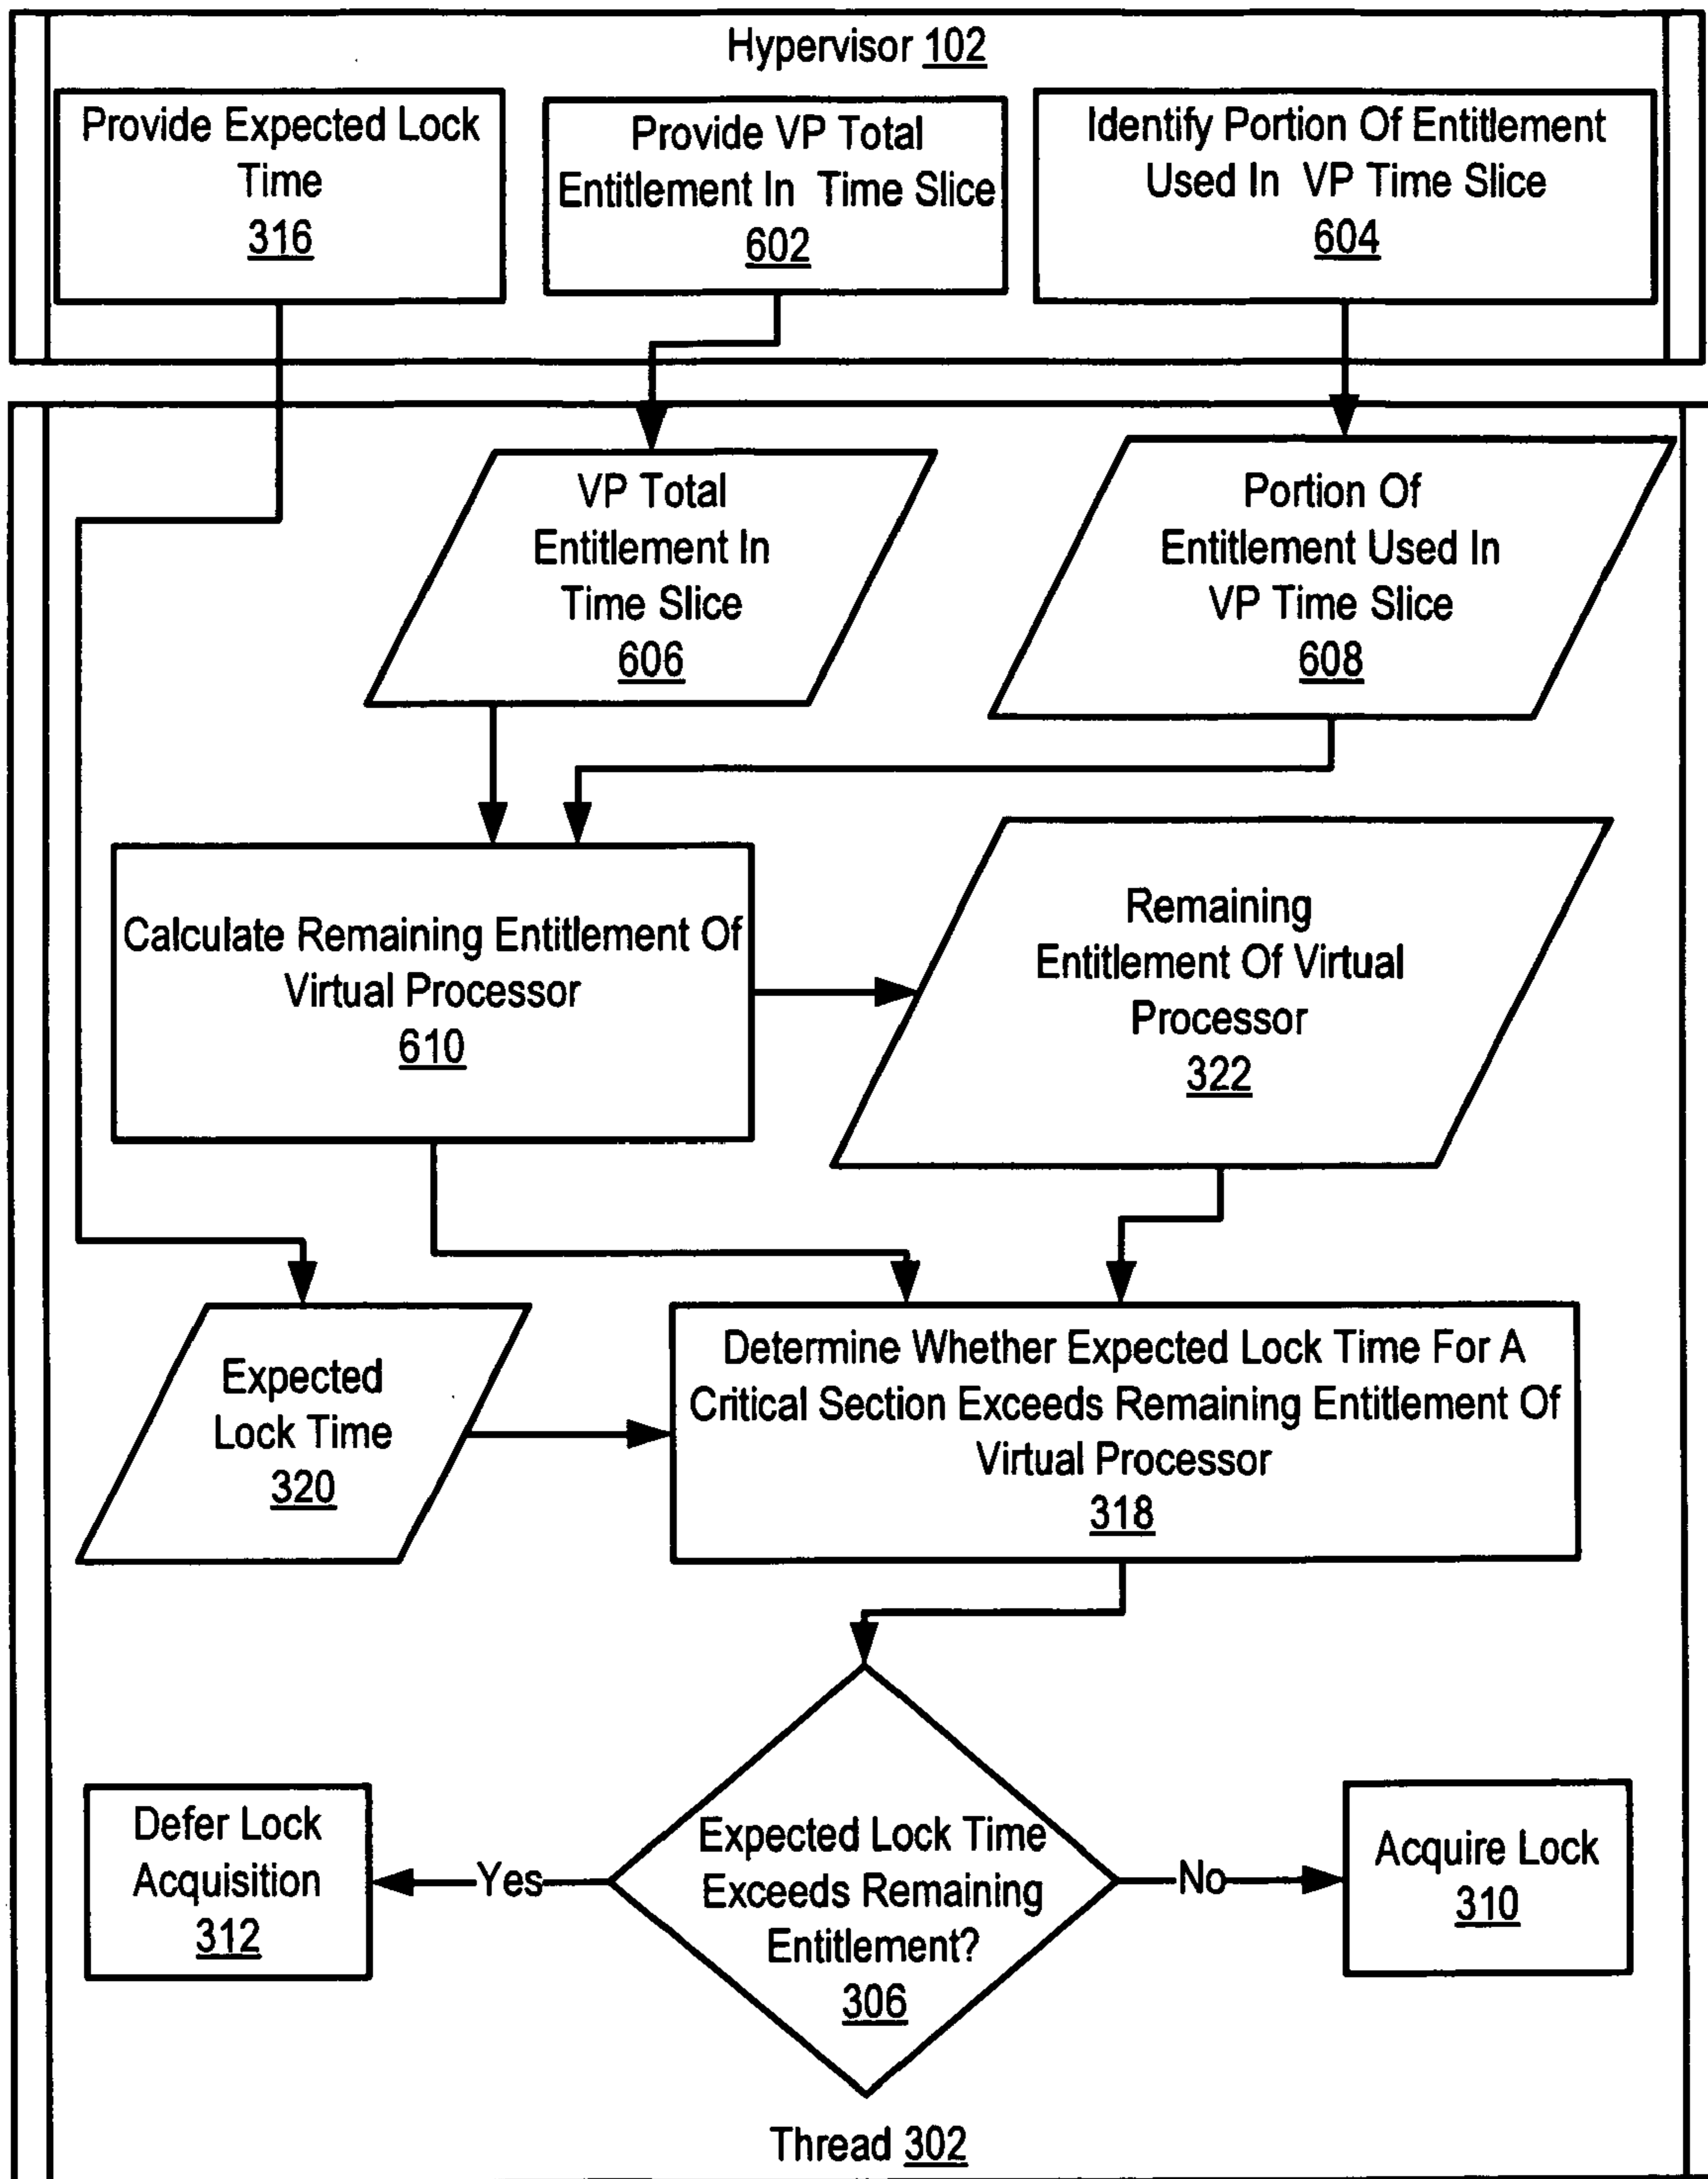 Hypervisor 102
Provide Expected Lock
Time
316
Provide VP Total
Entitlement In Time Slice
602
Identify Portion Of Entitlement
Used In VP Time Slice
604
VP Total
Entitlement In
Time Slice
606
Portion Of
Entitlement Used In
VP Time Slice
608
Calculate Remaining Entitlement Of
Virtual Processor
610
Remaining
Entitlement Of Virtual
Processor
322
Expected
Lock Time
320
Determine Whether Expected Lock Time For A
Critical Section Exceeds Remaining Entitlement Of
Virtual Processor
318
Defer Lock
Acquisition
312
Yes
Expected Lock Time
Exceeds Remaining
Entitlement?
306
No
Acquire Lock
310
Thread 302